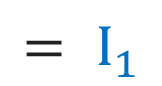 = I₁